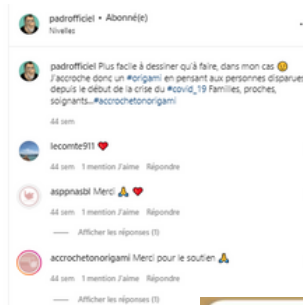 padrofficiel • Abonné(e)
Nivelles
padrofficiel Plus facile à dessiner qu'à faire, dans mon cas 😅
J'accroche donc un #origami en pensant aux personnes disparues
depuis le début de la crise du #covid_19 Familles, proches,
soignants...#accrochetonorigami
44 sem
lecomte911 ❤️
44 sem 1 mention J'aime Répondre
asppnasbl Merci 🙏 ❤️
44 sem 1 mention J'aime Répondre
Afficher les réponses (1)
accrochetonorigami Merci pour le soutien 🙏
44 sem 1 mention J'aime Répondre
Afficher les réponses (1)